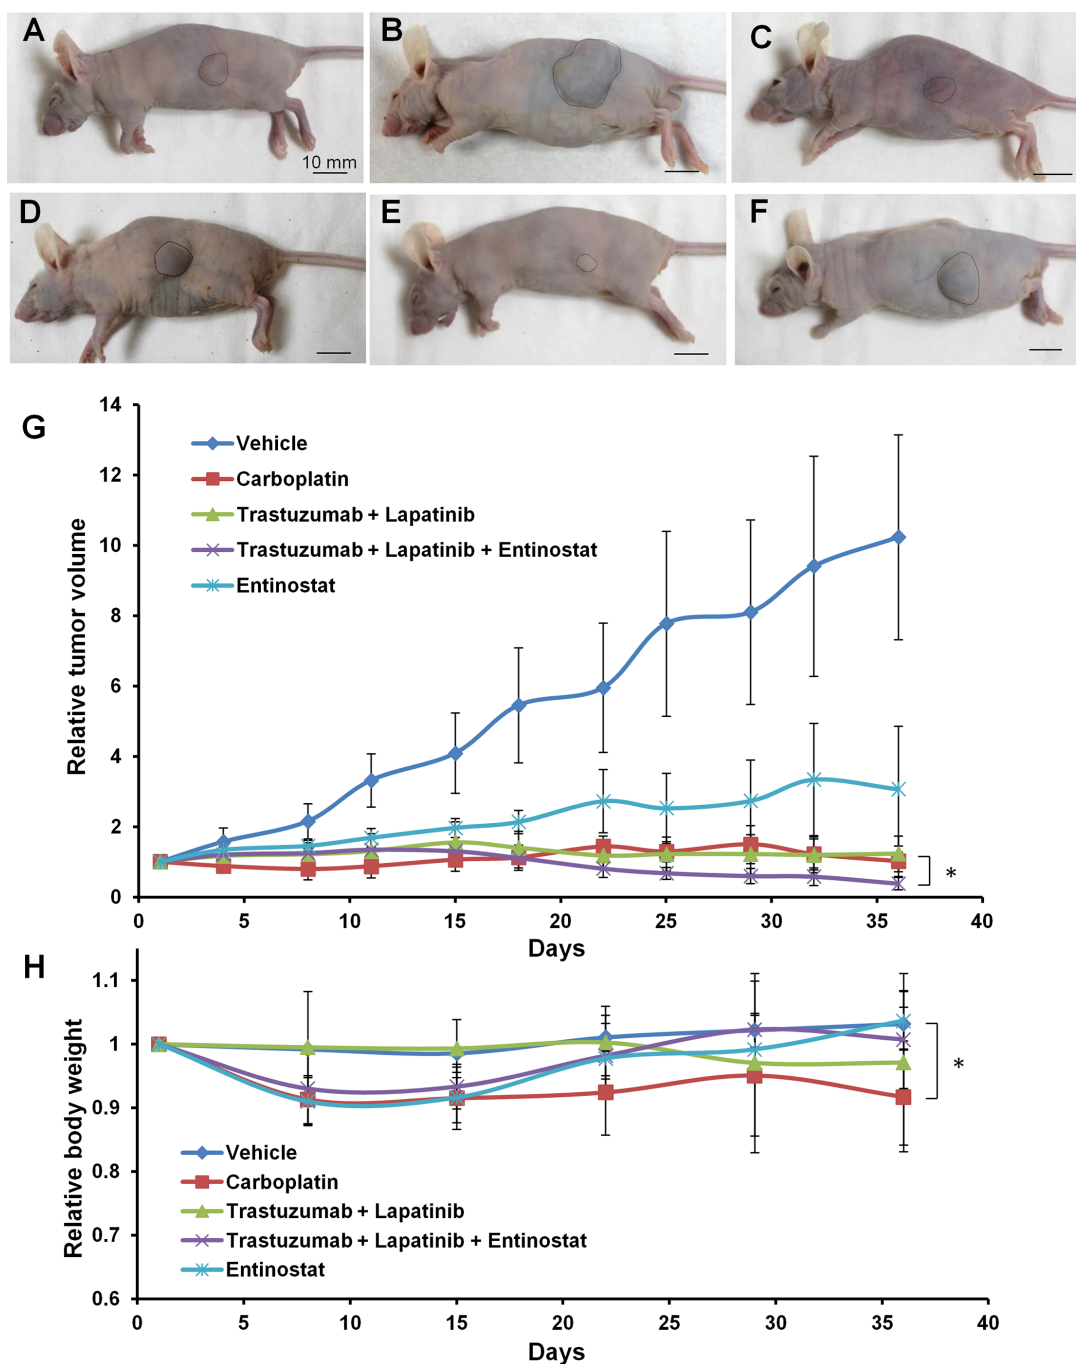 A
B
C
10 mm
D
E
F
G
14
12
10
8
6
4
2
0
Relative tumor volume
Vehicle
Carboplatin
Trastuzumab + Lapatinib
Trastuzumab + Lapatinib + Entinostat
Entinostat
*
0 5 10 15 20 25 30 35 40
Days
H
1.1
1
0.9
0.8
0.7
0.6
Relative body weight
*
Vehicle
Carboplatin
Trastuzumab + Lapatinib
Trastuzumab + Lapatinib + Entinostat
Entinostat
0 5 10 15 20 25 30 35 40
Days